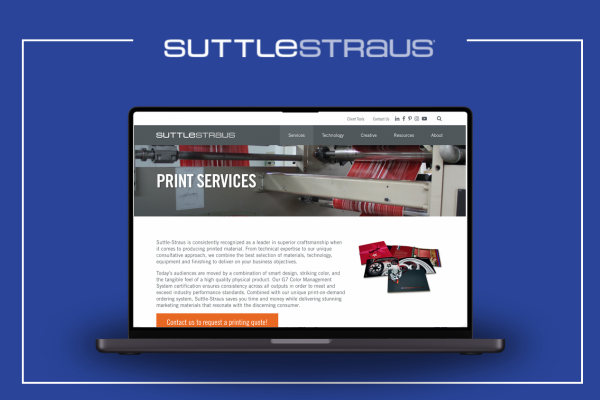 SUTTLESTRAUS
Client Tools Contact Us
SUTTLESTRAUS Services Technology Creative Resources About
PRINT SERVICES
Suttle-Straus is consistently recognized as a leader in superior craftsmanship when
it comes to producing printed material. From technical expertise to our unique
consultative approach, we combine the best selection of materials, technology,
equipment and finishing to deliver on your business objectives.
Today's audiences are moved by a combination of smart design, striking color, and
the tangible feel of a high quality physical product. Our G7 Color Management
System certification ensures consistency across all outputs in order to meet and
exceed industry performance standards. Combined with our unique print-on-demand
ordering system, Suttle-Straus saves you time and money while delivering stunning
marketing materials that resonate with the discerning consumer.
Contact us to request a printing quote!